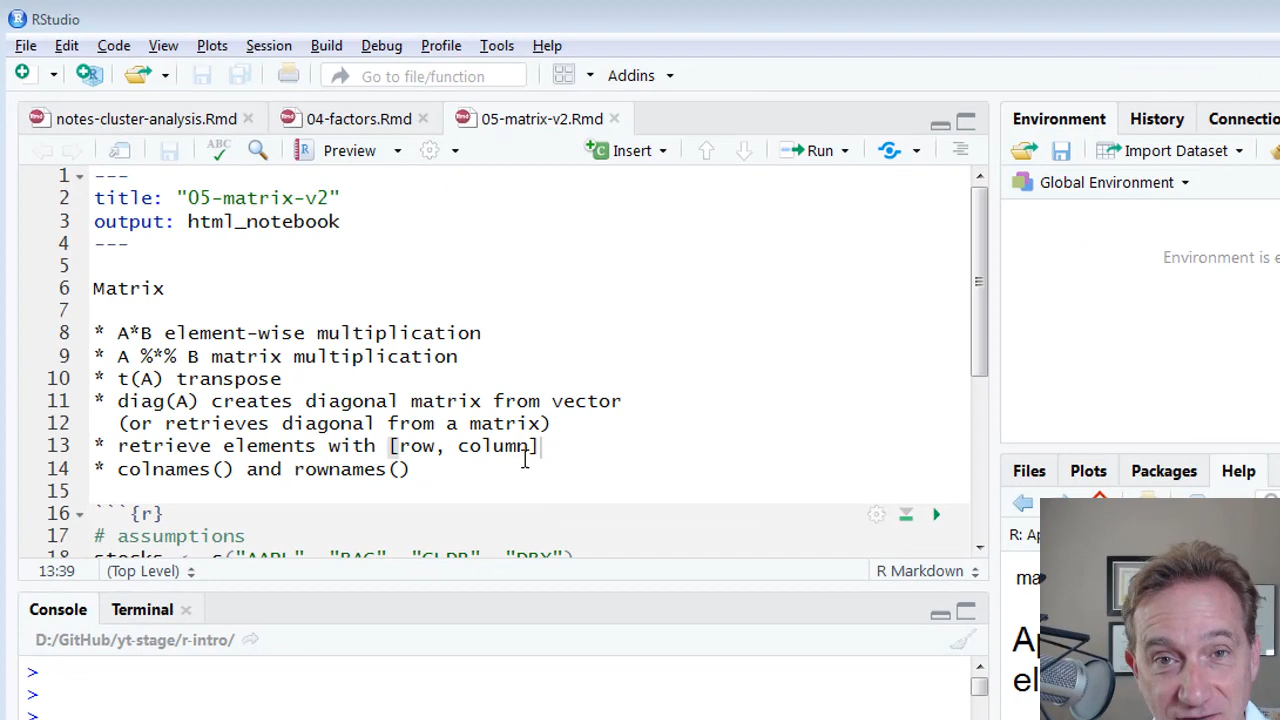 RStudio
File Edit Code View Plots Session Build Debug Profile Tools Help
Go to file/function Addins
notes-cluster-analysis.Rmd 04-factors.Rmd 05-matrix-v2.Rmd
ABC Preview Insert Run
1 ---
2 title: "05-matrix-v2"
3 output: html_notebook
4 ---
5
6 Matrix
7
8 * A*B element-wise multiplication
9 * A %*% B matrix multiplication
10 * t(A) transpose
11 * diag(A) creates diagonal matrix from vector
12 (or retrieves diagonal from a matrix)
13 * retrieve elements with [row, column]
14 * colnames() and rownames()
15
16 ```{r}
17 # assumptions
18 stocks <- c("AAPL",
13:39 (Top Level) R Markdown
Console Terminal
D:/GitHub/yt-stage/r-intro/
>
>
>
Environment History Connectio
Import Dataset
Global Environment
Environment is e
Files Plots Packages Help
R: Ap
ma
Ap
el